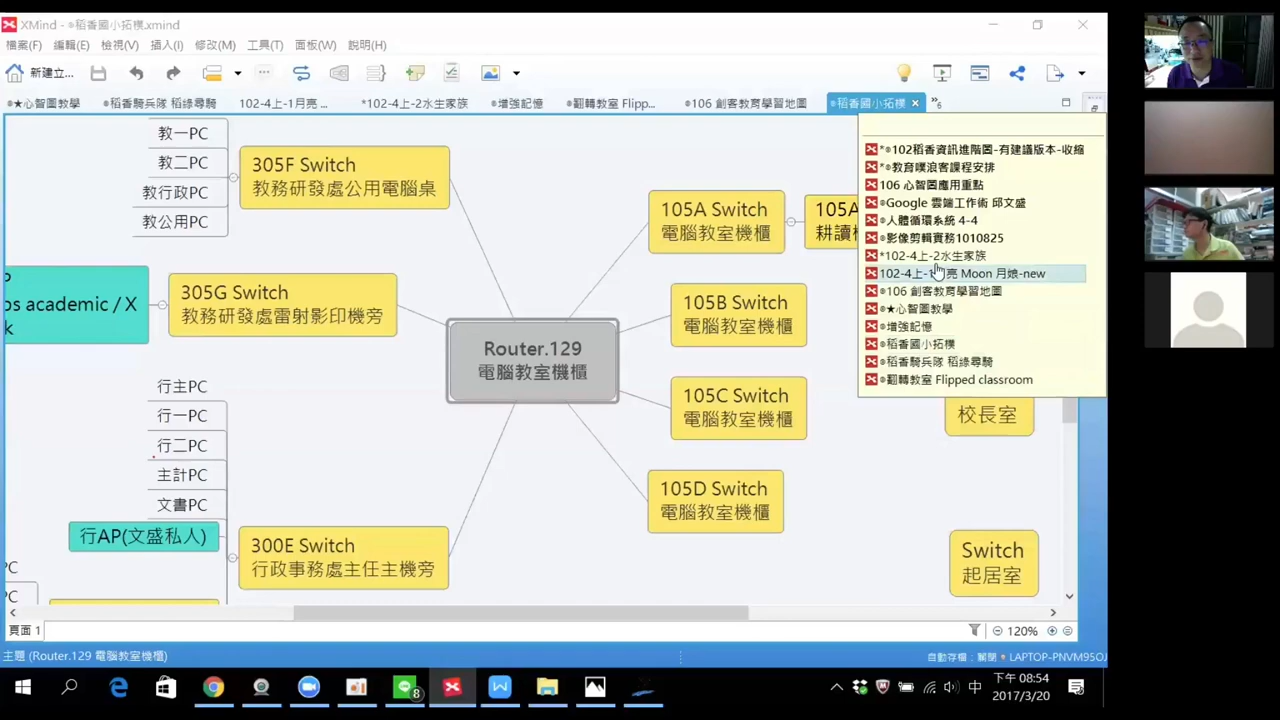 XMind - ®稻香國小拓樸.xmind
檔案(F) 編輯(E) 檢視(V) 插入(I) 修改(M) 工具(T) 面板(W) 說明(H)
新建立...
®★心智圖教學 ®稻香騎兵隊 稻綠尋騎 102-4上-1月亮 ... *102-4上-2水生家族 ®增強記憶 ®翻轉教室 Flipp... ®106 創客教育學習地圖 ®稻香國小拓樸 × »6
*®102稻香資訊進階圖-有建議版本-收縮
*®教育噗浪客課程安排
106 心智圖應用重點
®Google 雲端工作術 邱文盛
®人體循環系統 4-4
®影像剪輯實務1010825
*102-4上-2水生家族
102-4上-1月亮 Moon 月娘-new
®106 創客教育學習地圖
®★心智圖教學
®增強記憶
®稻香國小拓樸
®稻香騎兵隊 稻綠尋騎
®翻轉教室 Flipped classroom
教一PC
教二PC
教行政PC
教公用PC
305F Switch
教務研發處公用電腦桌
os academic / X
k
305G Switch
教務研發處雷射影印機旁
Router.129
電腦教室機櫃
105A Switch
電腦教室機櫃
105A
耕讀
105B Switch
電腦教室機櫃
105C Switch
電腦教室機櫃
105D Switch
電腦教室機櫃
校長室
Switch
起居室
行主PC
行一PC
行二PC
主計PC
文書PC
行AP(文盛私人)
300E Switch
行政事務處主任主機旁
PC
PC
頁面 1
120%
主題 (Router.129 電腦教室機櫃)
自動存檔: 關閉 LAPTOP-PNVM95OJ
8
中
下午 08:54
2017/3/20